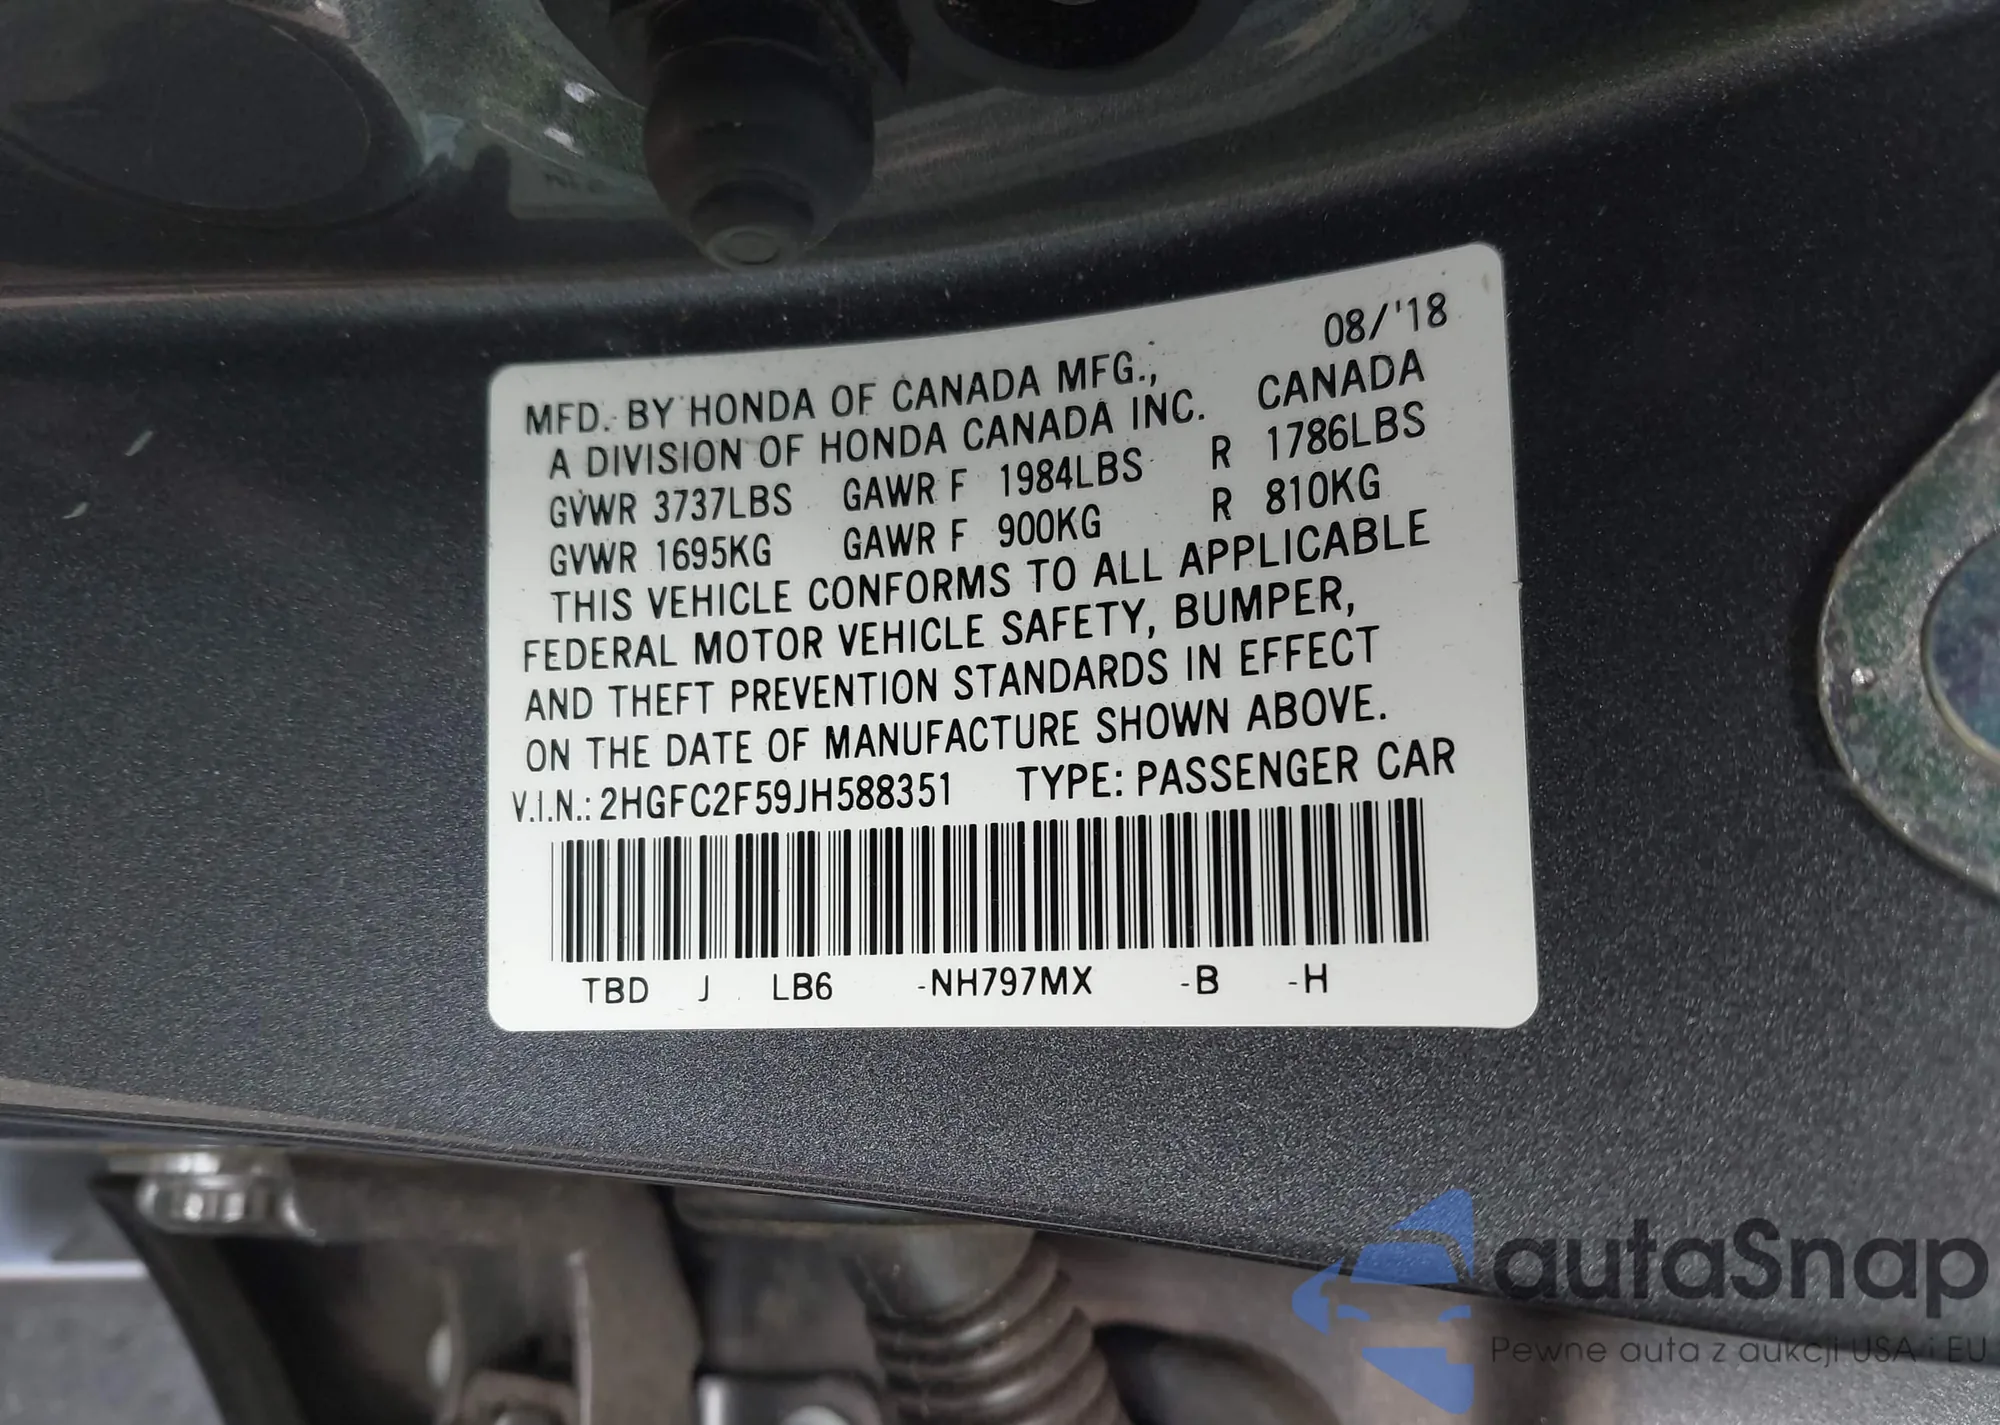 08/'18
MFD. BY HONDA OF CANADA MFG.,
A DIVISION OF HONDA CANADA INC. CANADA
GVWR 3737LBS GAWR F 1984LBS R 1786LBS
GVWR 1695KG GAWR F 900KG R 810KG
THIS VEHICLE CONFORMS TO ALL APPLICABLE
FEDERAL MOTOR VEHICLE SAFETY, BUMPER,
AND THEFT PREVENTION STANDARDS IN EFFECT
ON THE DATE OF MANUFACTURE SHOWN ABOVE.
V.I.N.: 2HGFC2F59JH588351 TYPE: PASSENGER CAR
TBD J LB6 -NH797MX -B -H
autaSnap
Pewne auta z aukcji USA i EU